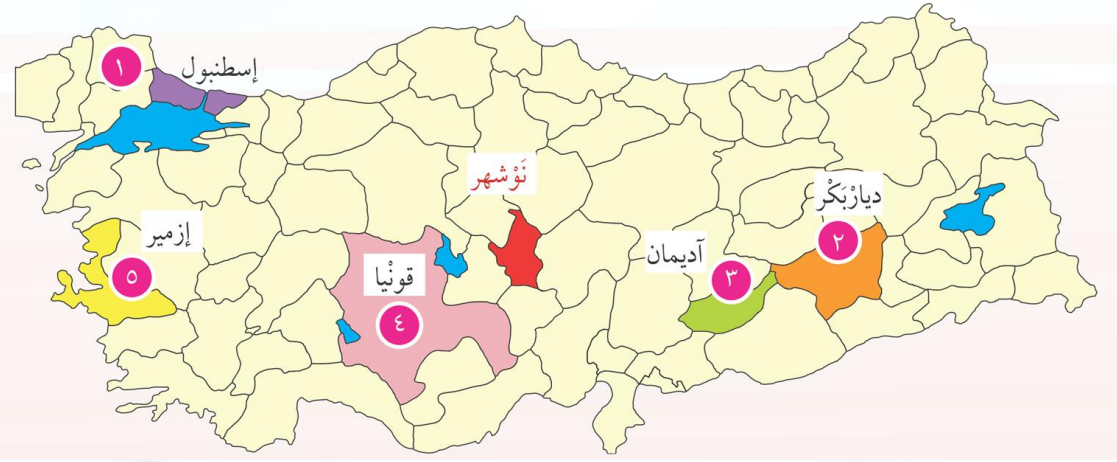 ١
إسطنبول
نَوْشهر
ديارْبَكْر
٢
إزمير
٥
آديمان
٣
قونْيا
٤